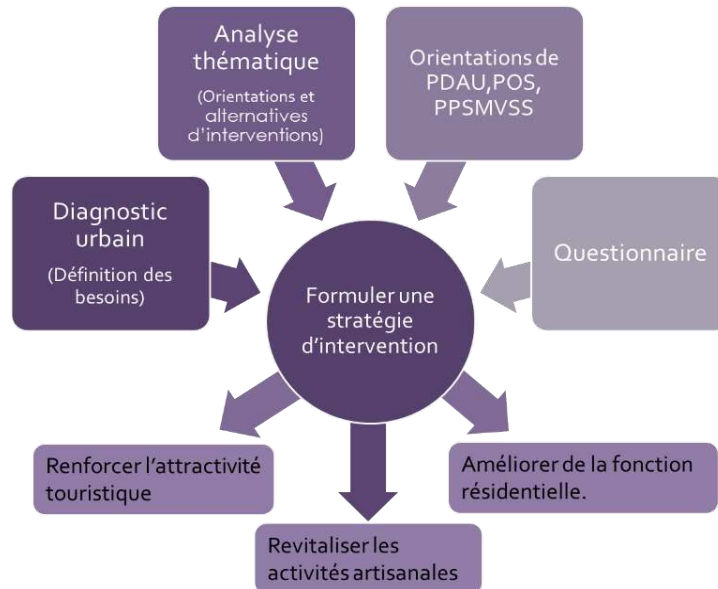 Analyse
thématique
(Orientations et
alternatives
d'interventions)
Orientations de
PDAU,POS,
PPSMVSS
Diagnostic
urbain
(Définition des
besoins)
Questionnaire
Formuler une
stratégie
d'intervention
Renforcer l'attractivité
touristique
Améliorer de la fonction
résidentielle.
Revitaliser les
activités artisanales